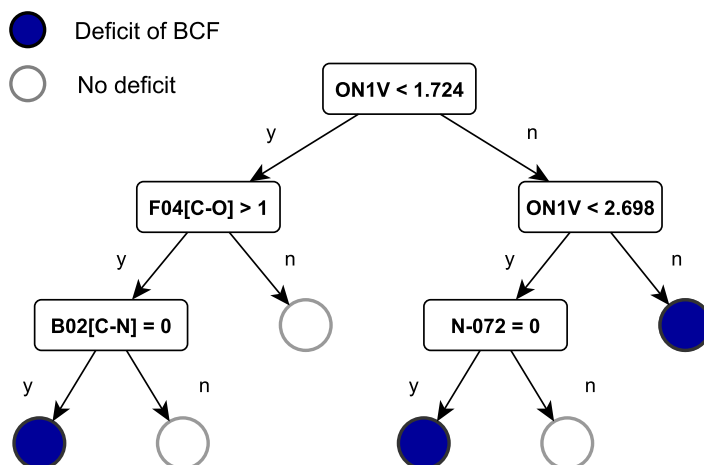 Deficit of BCF
No deficit
ON1V < 1.724
y
n
F04[C-O] > 1
ON1V < 2.698
y
n
y
n
B02[C-N] = 0
N-072 = 0
y
n
y
n